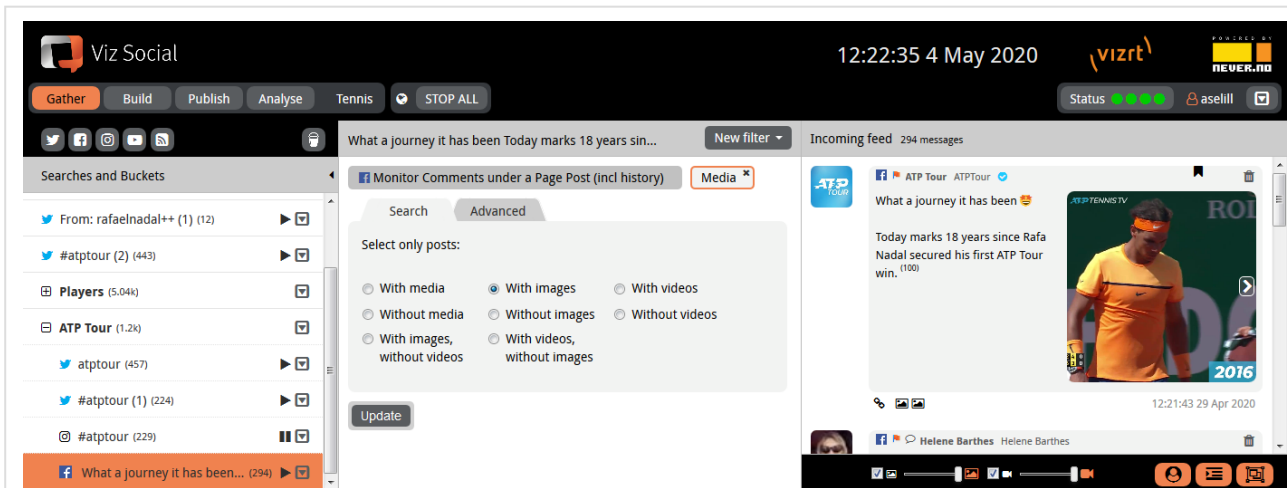 Viz Social
12:22:35 4 May 2020
vizrt
POWERED BY
never.no
Gather Build Publish Analyse Tennis STOP ALL
Status aselill
What a journey it has been Today marks 18 years sin... New filter
Incoming feed 294 messages
Searches and Buckets
Monitor Comments under a Page Post (incl history) Media x
Search Advanced
Select only posts:
With media With images With videos
Without media Without images Without videos
With images, without videos
With videos, without images
Update
From: rafaelnadal++ (1) (12)
#atptour (2) (443)
Players (5.04k)
ATP Tour (1.2k)
atptour (457)
#atptour (1) (224)
#atptour (229)
What a journey it has been... (294)
ATP TOUR
ATP Tour ATPTour
What a journey it has been 🤩
Today marks 18 years since Rafa
Nadal secured his first ATP Tour
win. (100)
ATP TENNISTV
ROL
2016
12:21:43 29 Apr 2020
Helene Barthes Helene Barthes